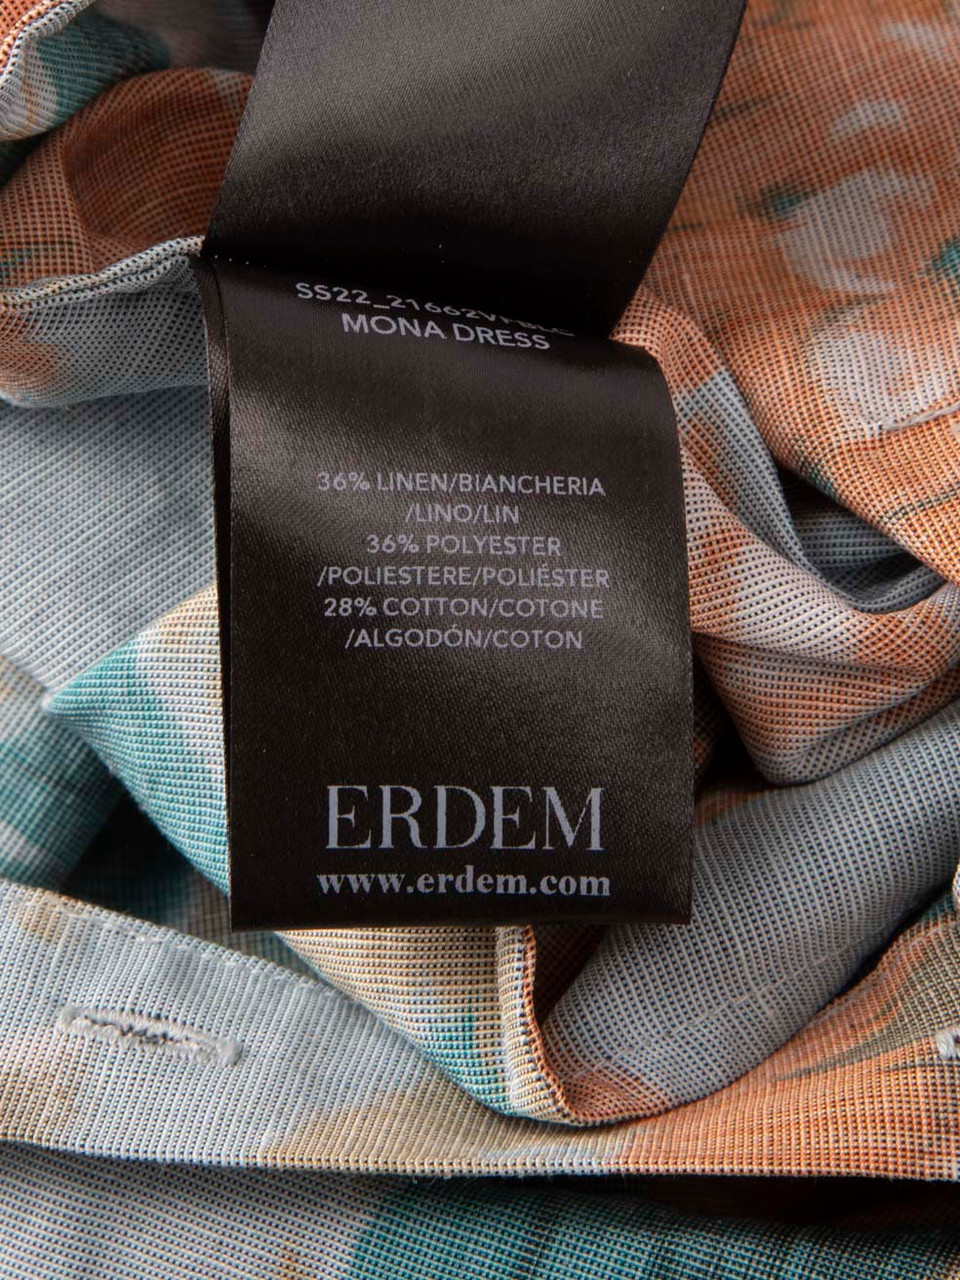 MONA DRESS
36% LINEN/BIANCHERIA
/LINO/LIN
36% POLYESTER
/POLIESTERE/POLIÉSTER
28% COTTON/COTONE
/ALGODÓN/COTON
ERDEM
www.erdem.com